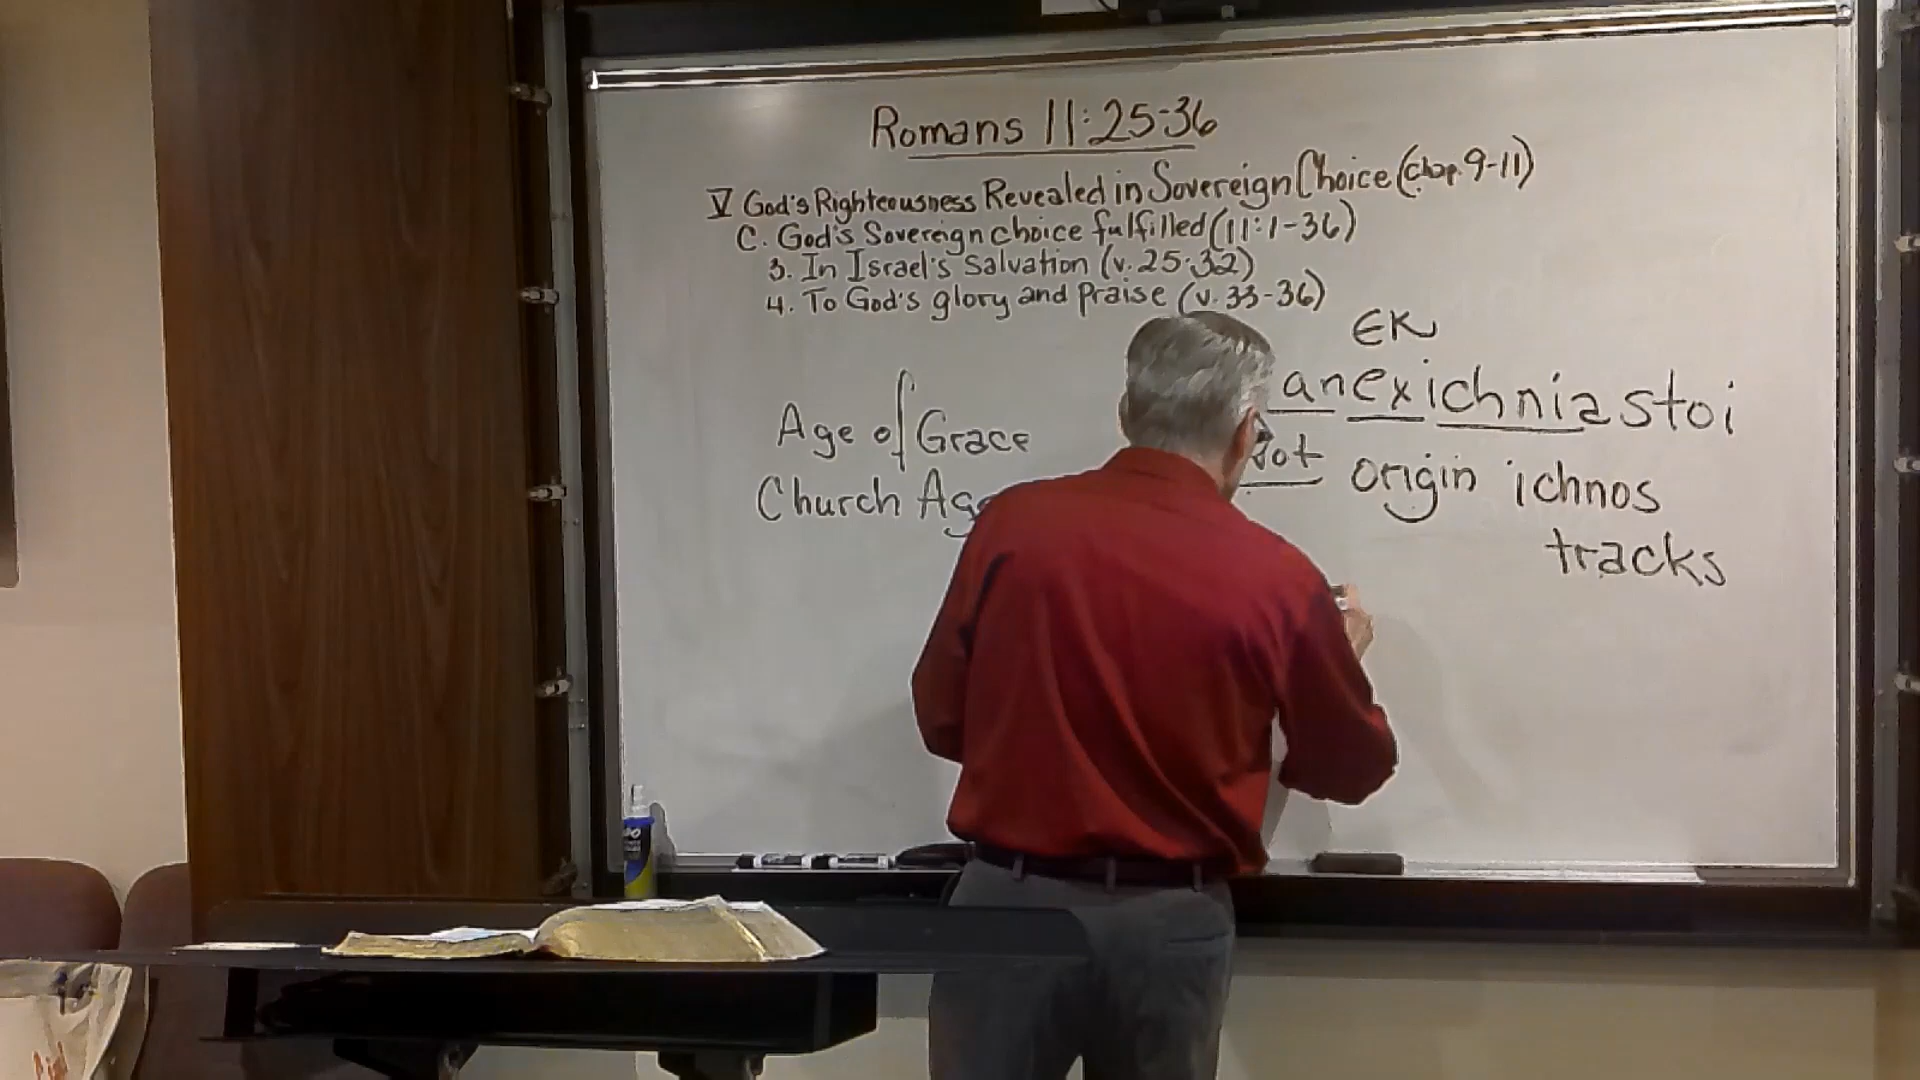 Romans 11:25-36
V God's Righteousness Revealed in Sovereign Choice (chap. 9-11)
C. God's Sovereign choice fulfilled (11:1-36)
3. In Israel's Salvation (v. 25-32)
4. To God's glory and Praise (v. 33-36)
EK
anexichniastoi
Age of Grace
origin ichnos
Church
tracks